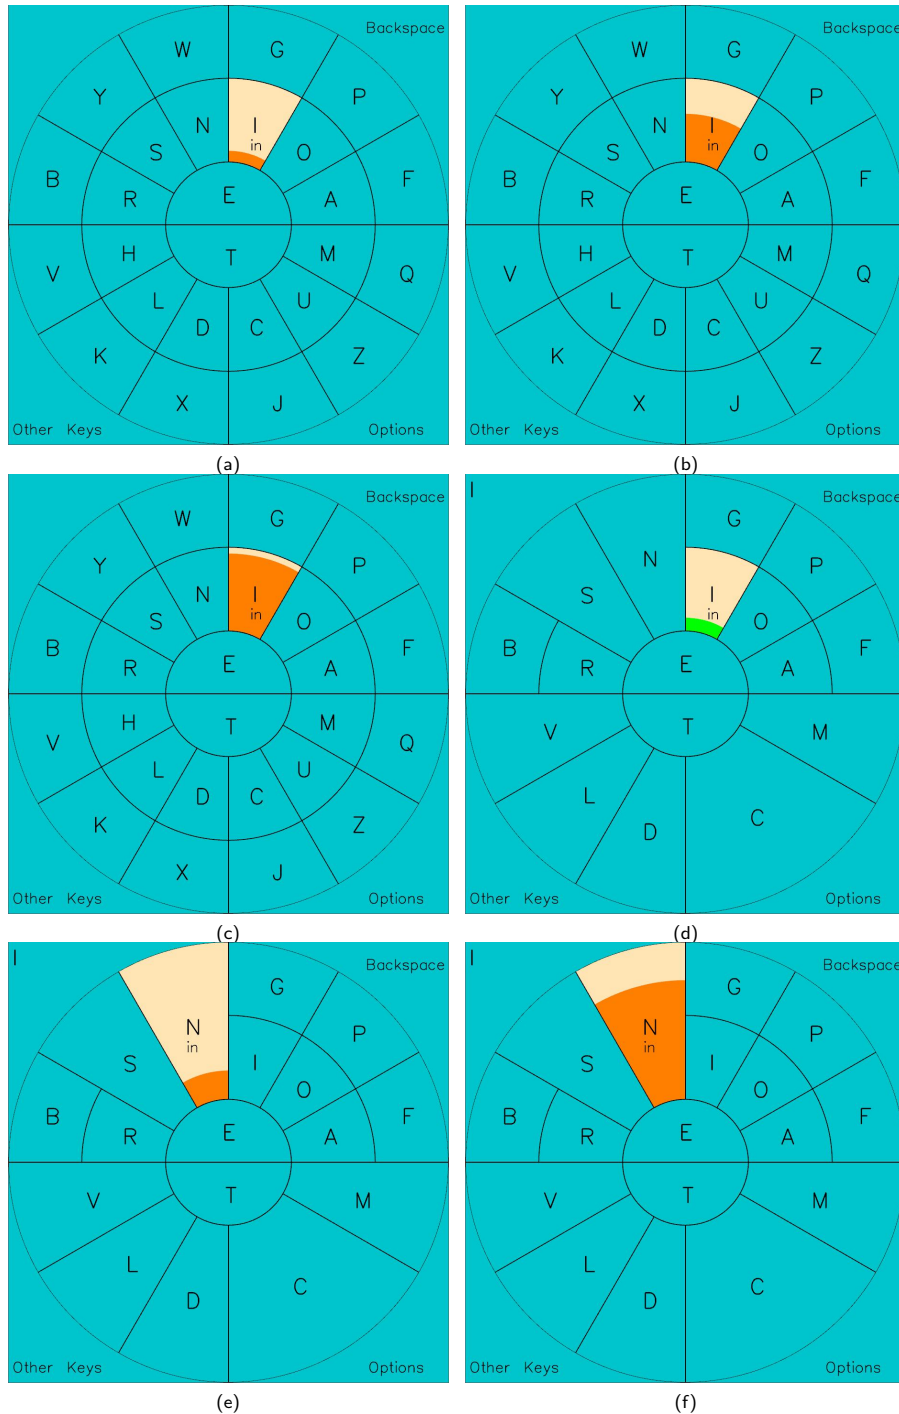 Backspace
W G
Y P
N I
in
S O
B R E A F
V H T M Q
L U
D C
K Z
X J
Other Keys Options
(a)
Backspace
W G
Y P
N I
in
S O
B R E A F
V H T M Q
L U
D C
K Z
X J
Other Keys Options
(b)
Backspace
W G
Y P
N I
in
S O
B R E A F
V H T M Q
L U
D C
K Z
X J
Other Keys Options
(c)
I Backspace
G
P
N I
in
S O
B R E A F
V T M
L
D C
Other Keys Options
(d)
I Backspace
G
P
N I
in
S O
B R E A F
V T M
L
D C
Other Keys Options
(e)
I Backspace
G
P
N I
in
S O
B R E A F
V T M
L
D C
Other Keys Options
(f)